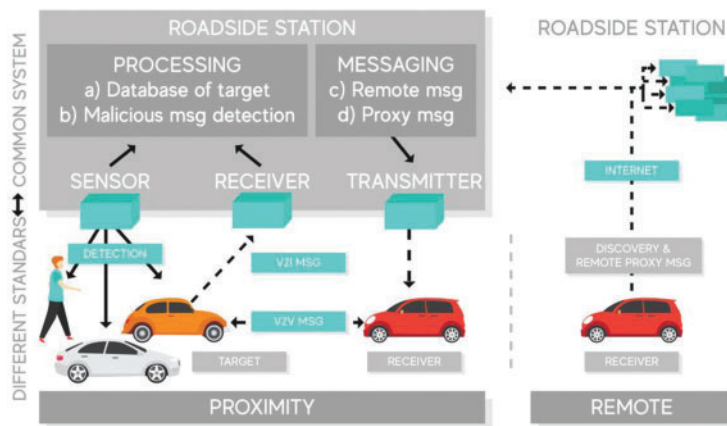 ROADSIDE STATION
PROCESSING
a) Database of target
b) Malicious msg detection
MESSAGING
c) Remote msg
d) Proxy msg
SENSOR
RECEIVER
TRANSMITTER
DETECTION
V2I MSG
V2V MSG
TARGET
RECEIVER
PROXIMITY
DIFFERENT STANDARS
COMMON SYSTEM
ROADSIDE STATION
INTERNET
DISCOVERY &
REMOTE PROXY MSG
RECEIVER
REMOTE